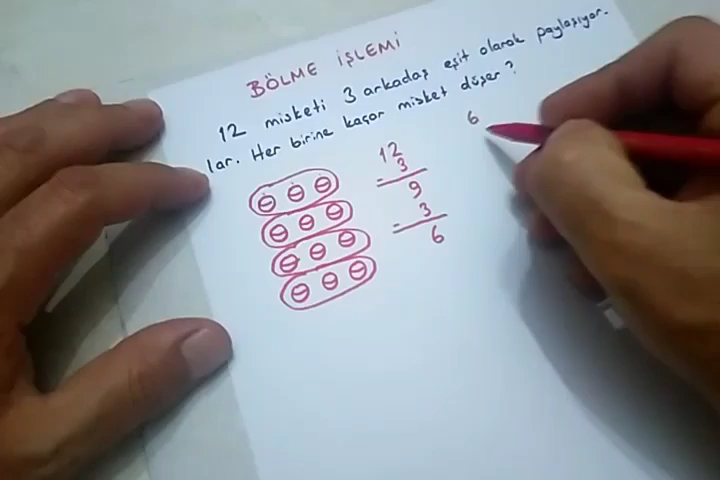 BÖLME İŞLEMİ
12 misketi 3 arkadaş eşit olarak paylaşıyor-
lar. Her birine kaçar misket düşer?
12
- 3
9
- 3
6
6